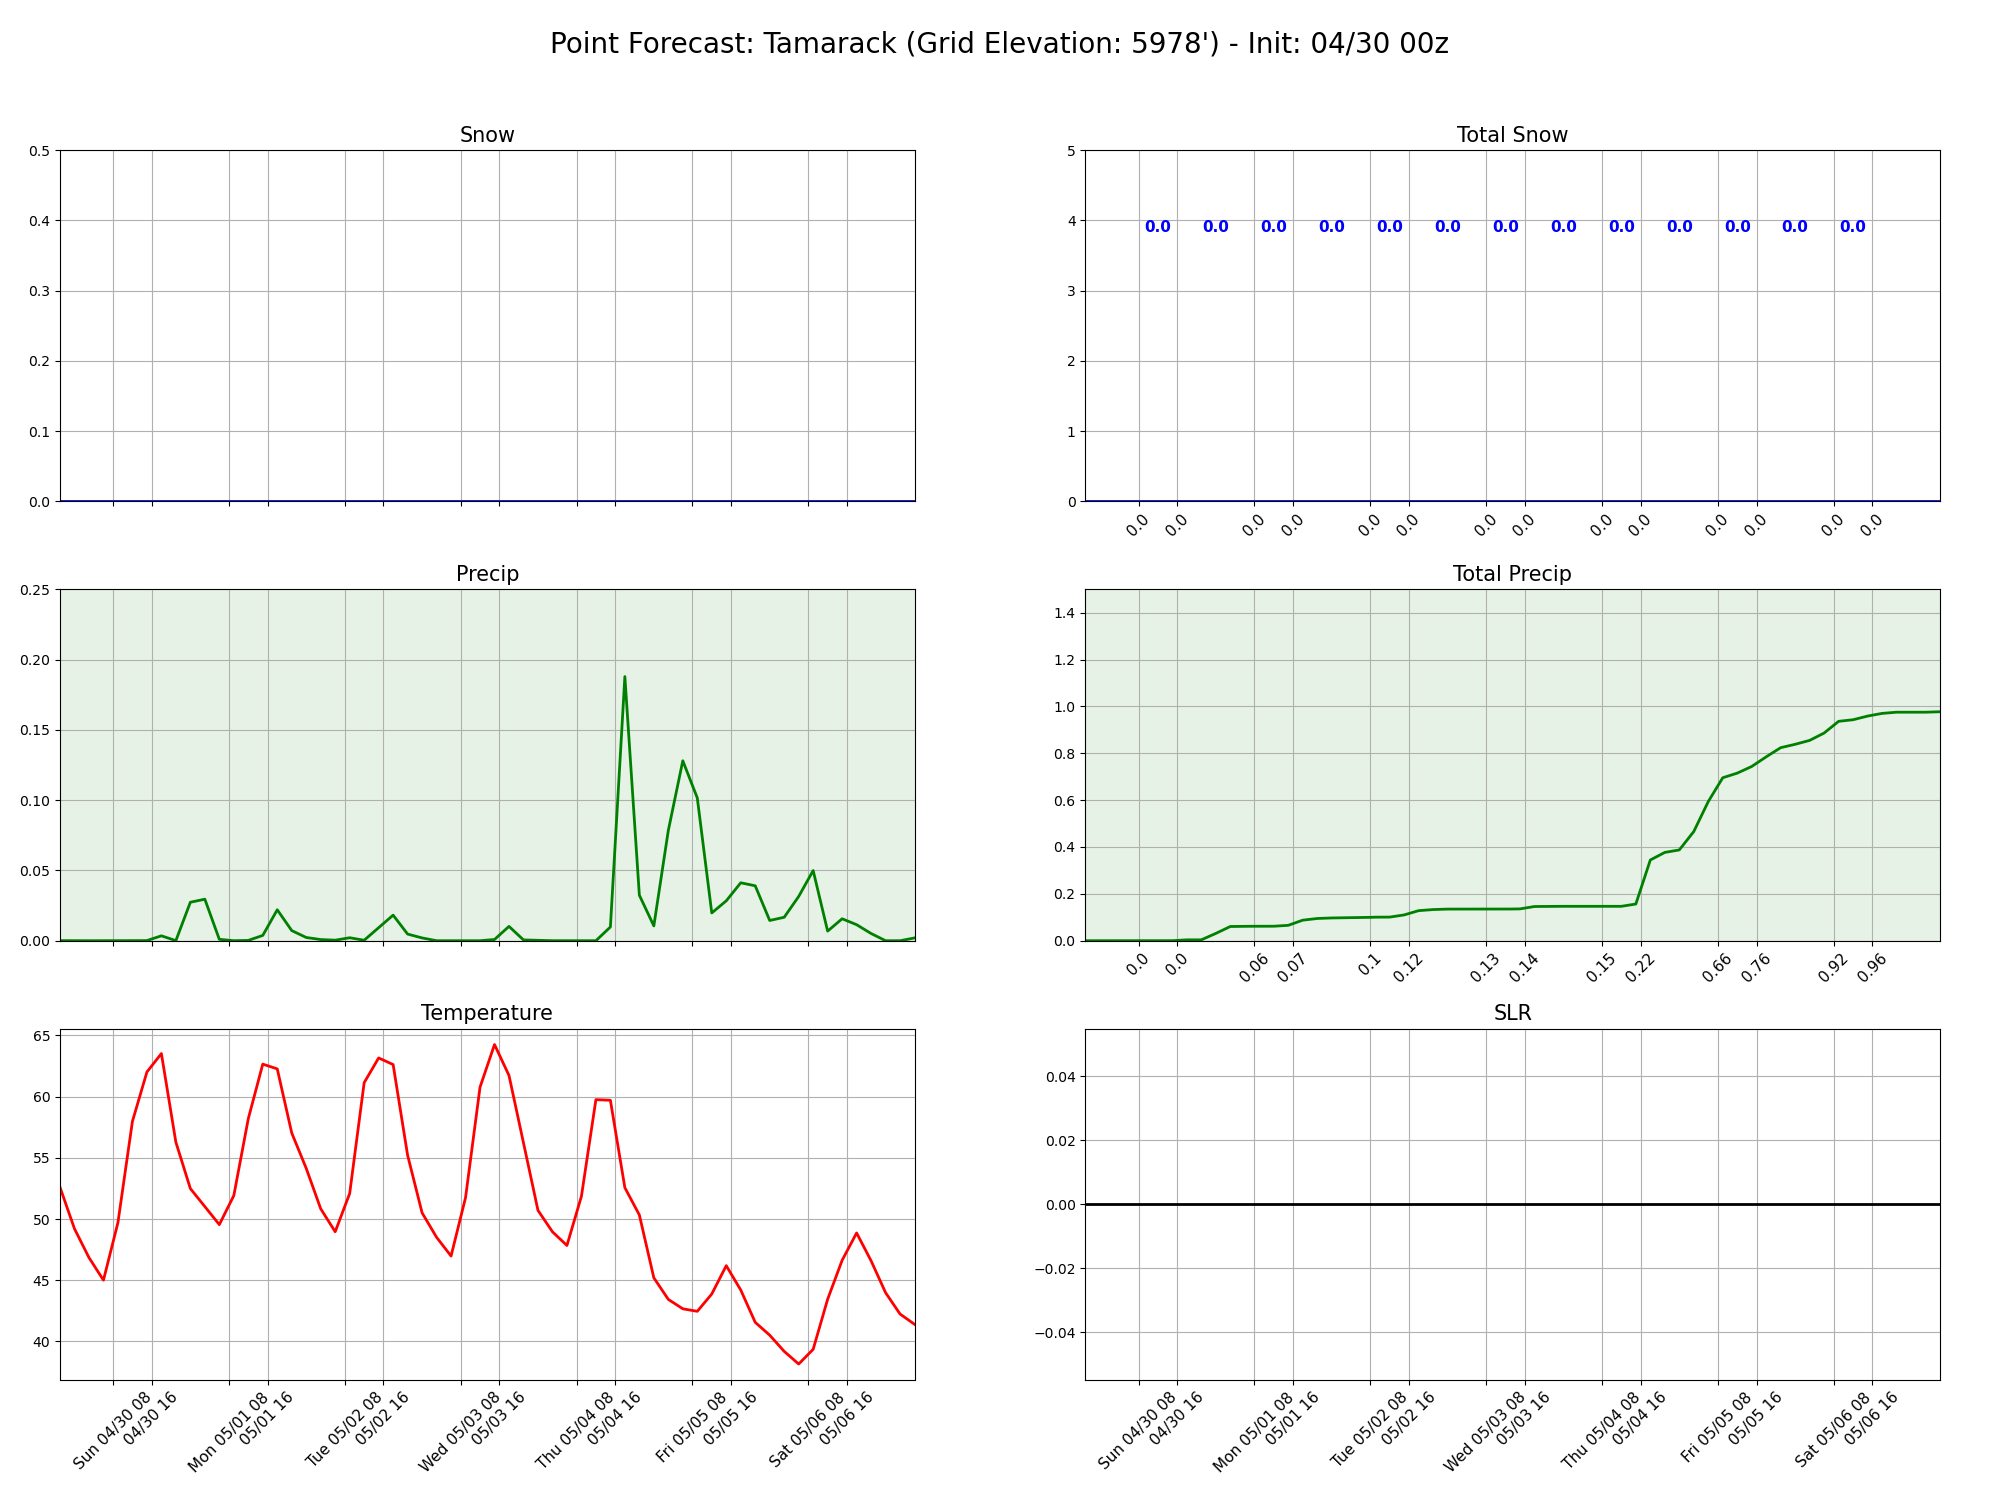 Point Forecast: Tamarack (Grid Elevation: 5978') - Init: 04/30 00z
Snow
0.5
0.4
0.3
0.2
0.1
0.0
Total Snow
5
4
3
2
1
0
0.0 0.0 0.0 0.0 0.0 0.0 0.0 0.0 0.0 0.0 0.0 0.0 0.0
0.0 0.0 0.0 0.0 0.0 0.0 0.0 0.0 0.0 0.0 0.0 0.0 0.0 0.0
Precip
0.25
0.20
0.15
0.10
0.05
0.00
Total Precip
1.4
1.2
1.0
0.8
0.6
0.4
0.2
0.0
0.0 0.0 0.06 0.07 0.1 0.12 0.13 0.14 0.15 0.22 0.66 0.76 0.92 0.96
Temperature
65
60
55
50
45
40
Sun 04/30 08
04/30 16
Mon 05/01 08
05/01 16
Tue 05/02 08
05/02 16
Wed 05/03 08
05/03 16
Thu 05/04 08
05/04 16
Fri 05/05 08
05/05 16
Sat 05/06 08
05/06 16
SLR
0.04
0.02
0.00
−0.02
−0.04
Sun 04/30 08
04/30 16
Mon 05/01 08
05/01 16
Tue 05/02 08
05/02 16
Wed 05/03 08
05/03 16
Thu 05/04 08
05/04 16
Fri 05/05 08
05/05 16
Sat 05/06 08
05/06 16